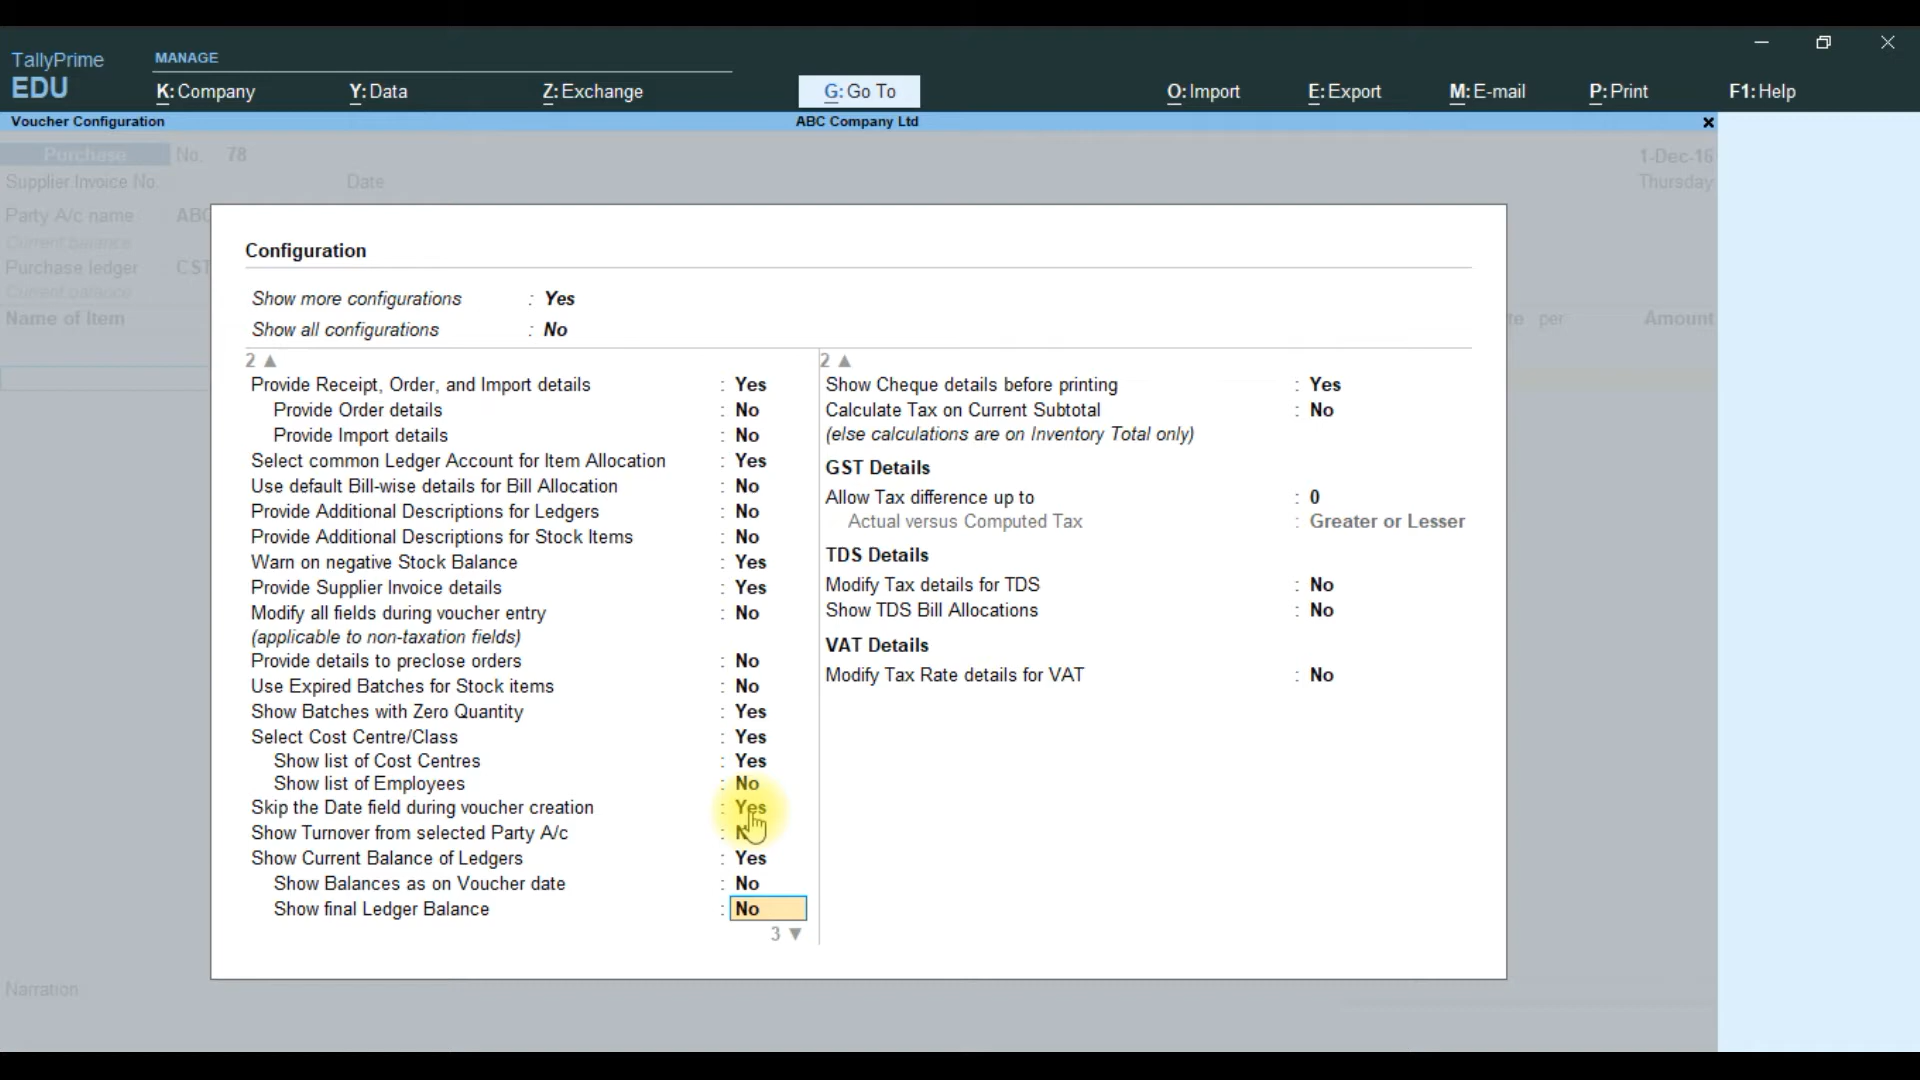 TallyPrime
EDU
MANAGE
K: Company
Y: Data
Z: Exchange
G: Go To
O: Import
E: Export
M: E-mail
P: Print
F1: Help
Voucher Configuration
ABC Company Ltd
Purchase No. 78
1-Dec-16
Supplier Invoice No.
Date
Thursday
Party A/c name ABC
Current balance
Purchase ledger CST
Current balance
Name of Item
per
Amount
Configuration
Show more configurations : Yes
Show all configurations : No
2 ▲
Provide Receipt, Order, and Import details : Yes
Provide Order details : No
Provide Import details : No
Select common Ledger Account for Item Allocation : Yes
Use default Bill-wise details for Bill Allocation : No
Provide Additional Descriptions for Ledgers : No
Provide Additional Descriptions for Stock Items : No
Warn on negative Stock Balance : Yes
Provide Supplier Invoice details : Yes
Modify all fields during voucher entry : No
(applicable to non-taxation fields)
Provide details to preclose orders : No
Use Expired Batches for Stock items : No
Show Batches with Zero Quantity : Yes
Select Cost Centre/Class : Yes
Show list of Cost Centres : Yes
Show list of Employees : No
Skip the Date field during voucher creation : Yes
Show Turnover from selected Party A/c :
Show Current Balance of Ledgers : Yes
Show Balances as on Voucher date : No
Show final Ledger Balance : No
3 ▼
2 ▲
Show Cheque details before printing : Yes
Calculate Tax on Current Subtotal : No
(else calculations are on Inventory Total only)
GST Details
Allow Tax difference up to : 0
Actual versus Computed Tax : Greater or Lesser
TDS Details
Modify Tax details for TDS : No
Show TDS Bill Allocations : No
VAT Details
Modify Tax Rate details for VAT : No
Narration